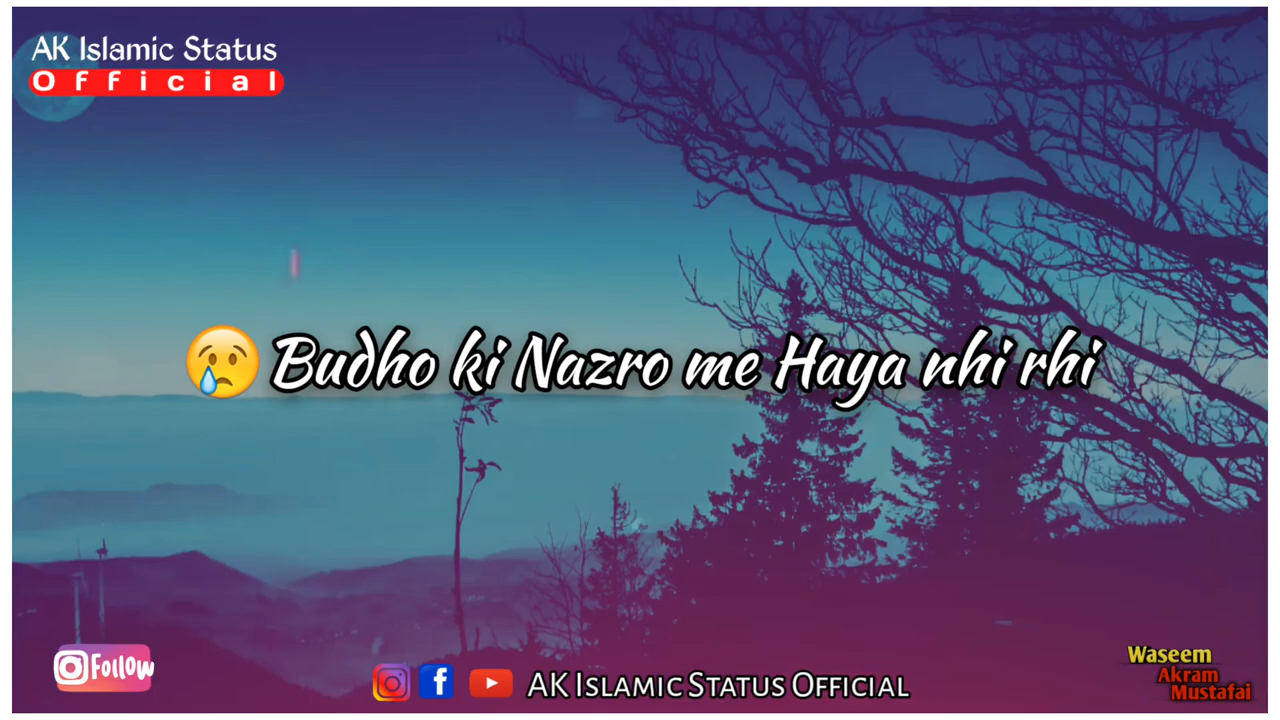 AK Islamic Status
Official
😢 Budho ki Nazro me Haya nhi rhi
Follow
AK Islamic Status Official
Waseem
Akram
Mustafai